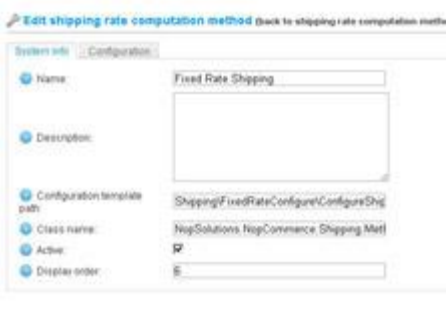 Edit shipping rate computation method (back to shipping rate computation metho
System info Configuration
Name: Fixed Rate Shipping
Description:
Configuration template path: Shipping\FixedRateConfigure\ConfigureShip
Class name: NopSolutions.NopCommerce.Shipping.Meth
Active:
Display order: 6